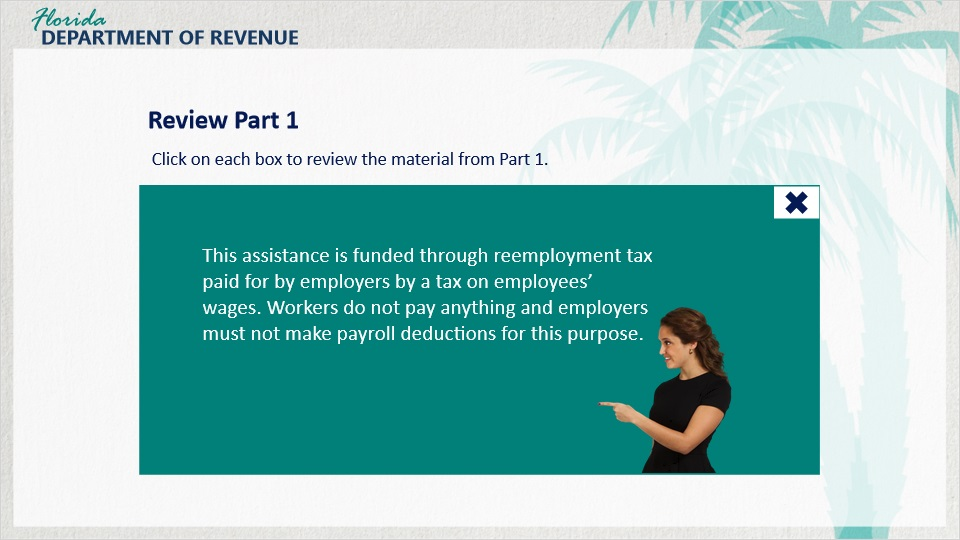 Florida
DEPARTMENT OF REVENUE
Review Part 1
Click on each box to review the material from Part 1.
This assistance is funded through reemployment tax
paid for by employers by a tax on employees’
wages. Workers do not pay anything and employers
must not make payroll deductions for this purpose.